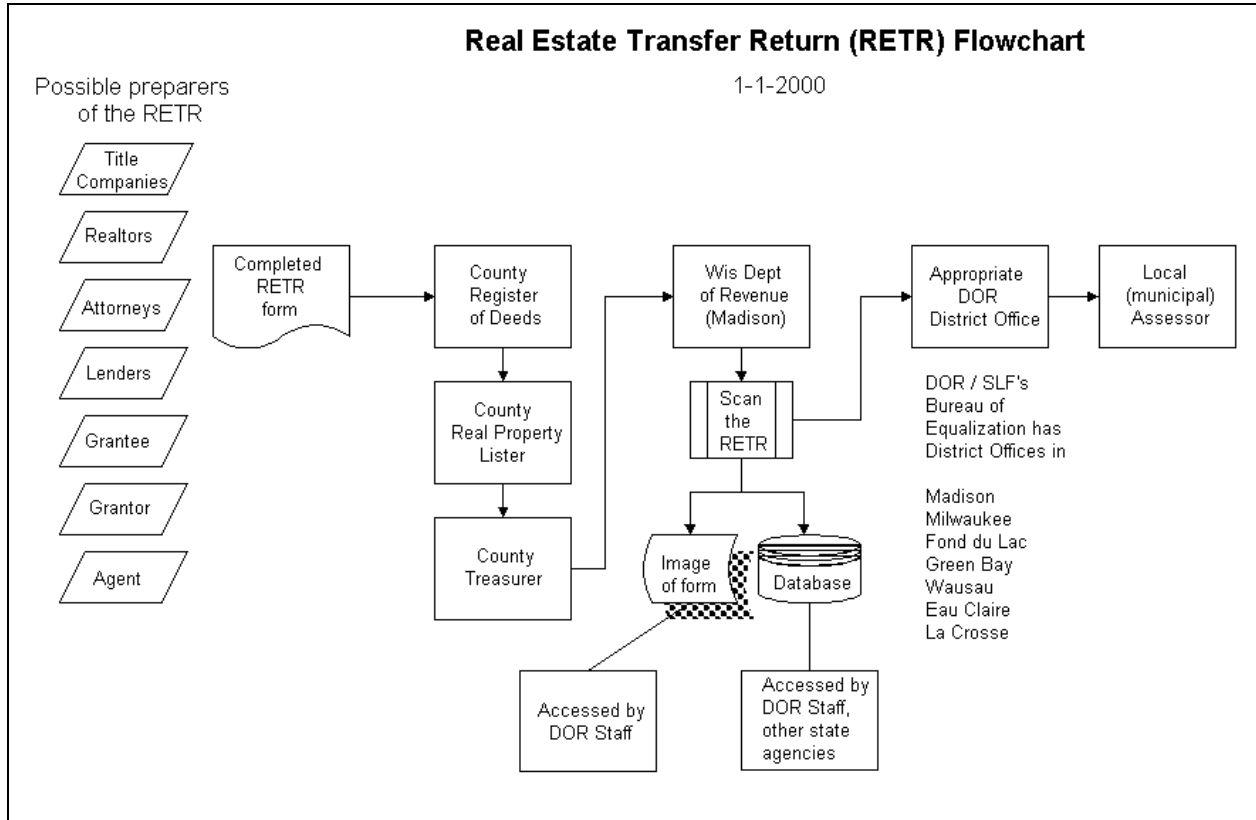 Real Estate Transfer Return (RETR) Flowchart
1-1-2000
Possible preparers
of the RETR
Title
Companies
Realtors
Attorneys
Lenders
Grantee
Grantor
Agent
Completed
RETR
form
County
Register
of Deeds
County
Real Property
Lister
County
Treasurer
Wis Dept
of Revenue
(Madison)
Scan
the
RETR
Image
of form
Database
Accessed by
DOR Staff
Accessed by
DOR Staff,
other state
agencies
Appropriate
DOR
District Office
Local
(municipal)
Assessor
DOR / SLF's
Bureau of
Equalization has
District Offices in
Madison
Milwaukee
Fond du Lac
Green Bay
Wausau
Eau Claire
La Crosse